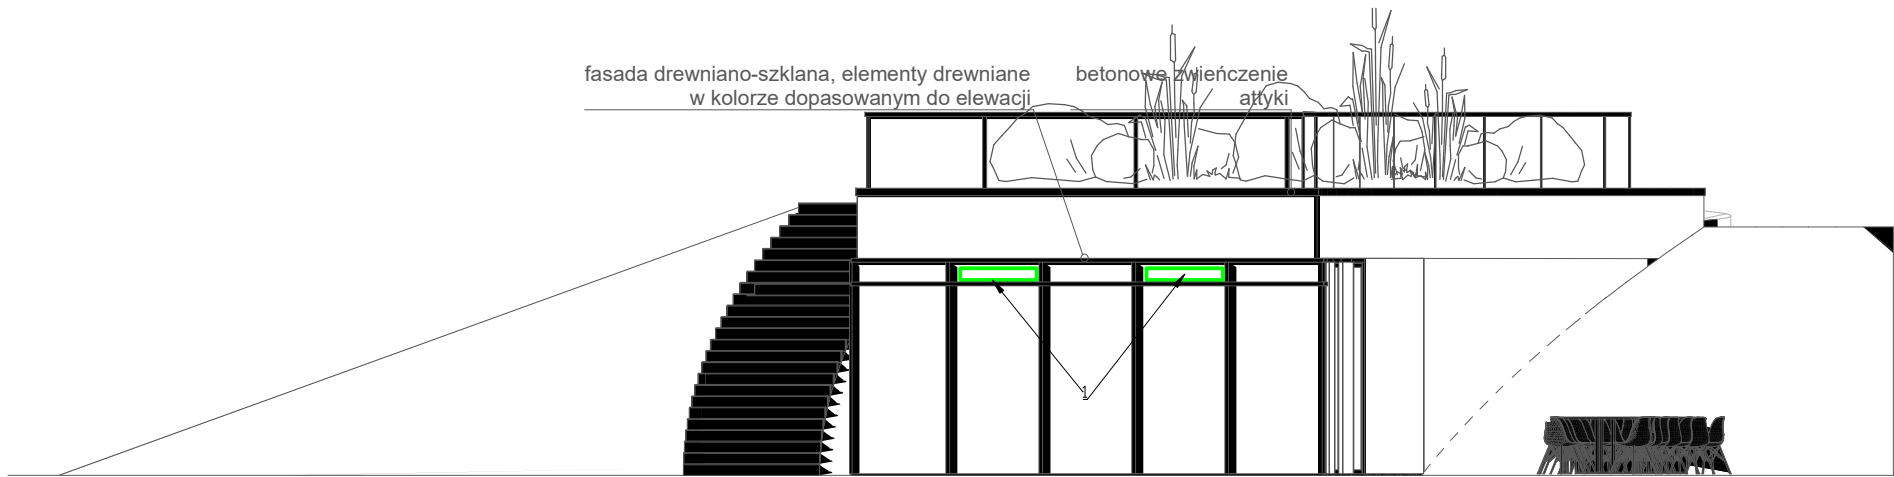 fasada drewniano-szklana, elementy drewniane
w kolorze dopasowanym do elewacji
betonowe zwieńczenie
attyki
1